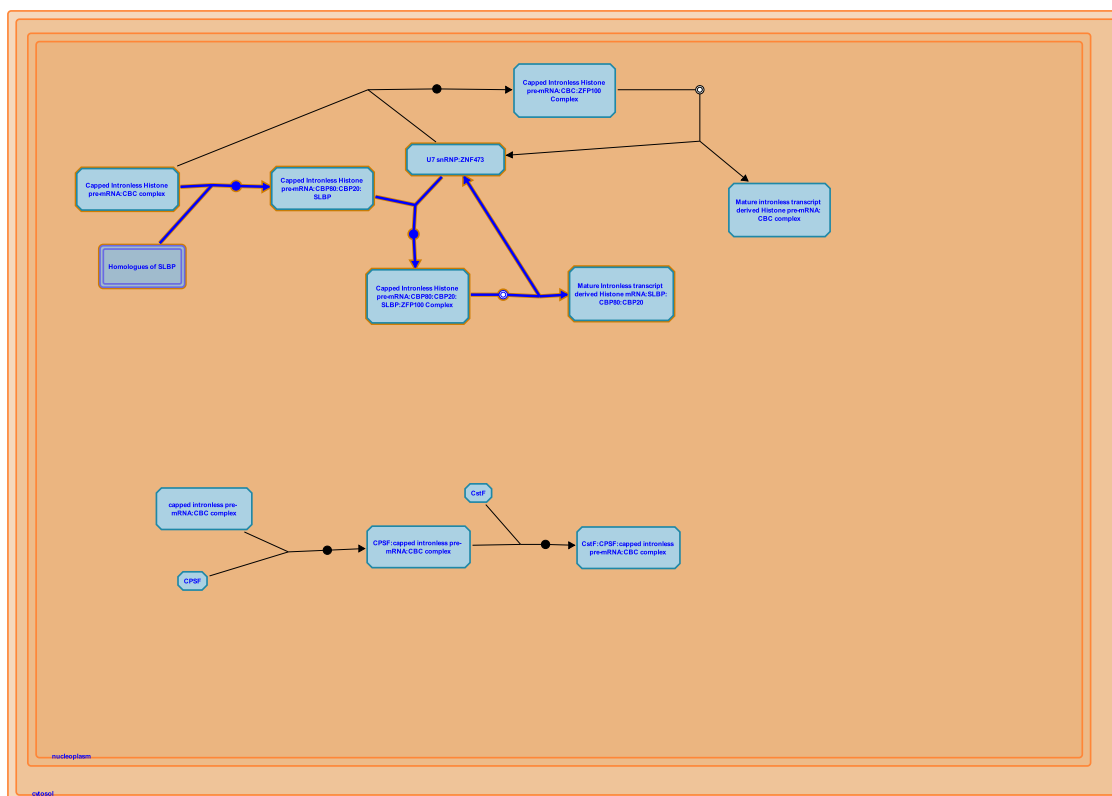 Capped Intronless Histone
pre-mRNA:CBC:ZFP100
Complex
U7 snRNP:ZNF473
Capped Intronless Histone
pre-mRNA:CBC complex
Capped Intronless Histone
pre-mRNA:CBP80:CBP20:
SLBP
Mature intronless transcript
derived Histone pre-mRNA:
CBC complex
Homologues of SLBP
Capped Intronless Histone
pre-mRNA:CBP80:CBP20:
SLBP:ZFP100 Complex
Mature Intronless transcript
derived Histone mRNA:SLBP:
CBP80:CBP20
CstF
capped intronless pre-
mRNA:CBC complex
CPSF:capped intronless pre-
mRNA:CBC complex
CstF:CPSF:capped intronless
pre-mRNA:CBC complex
CPSF
nucleoplasm
cytosol